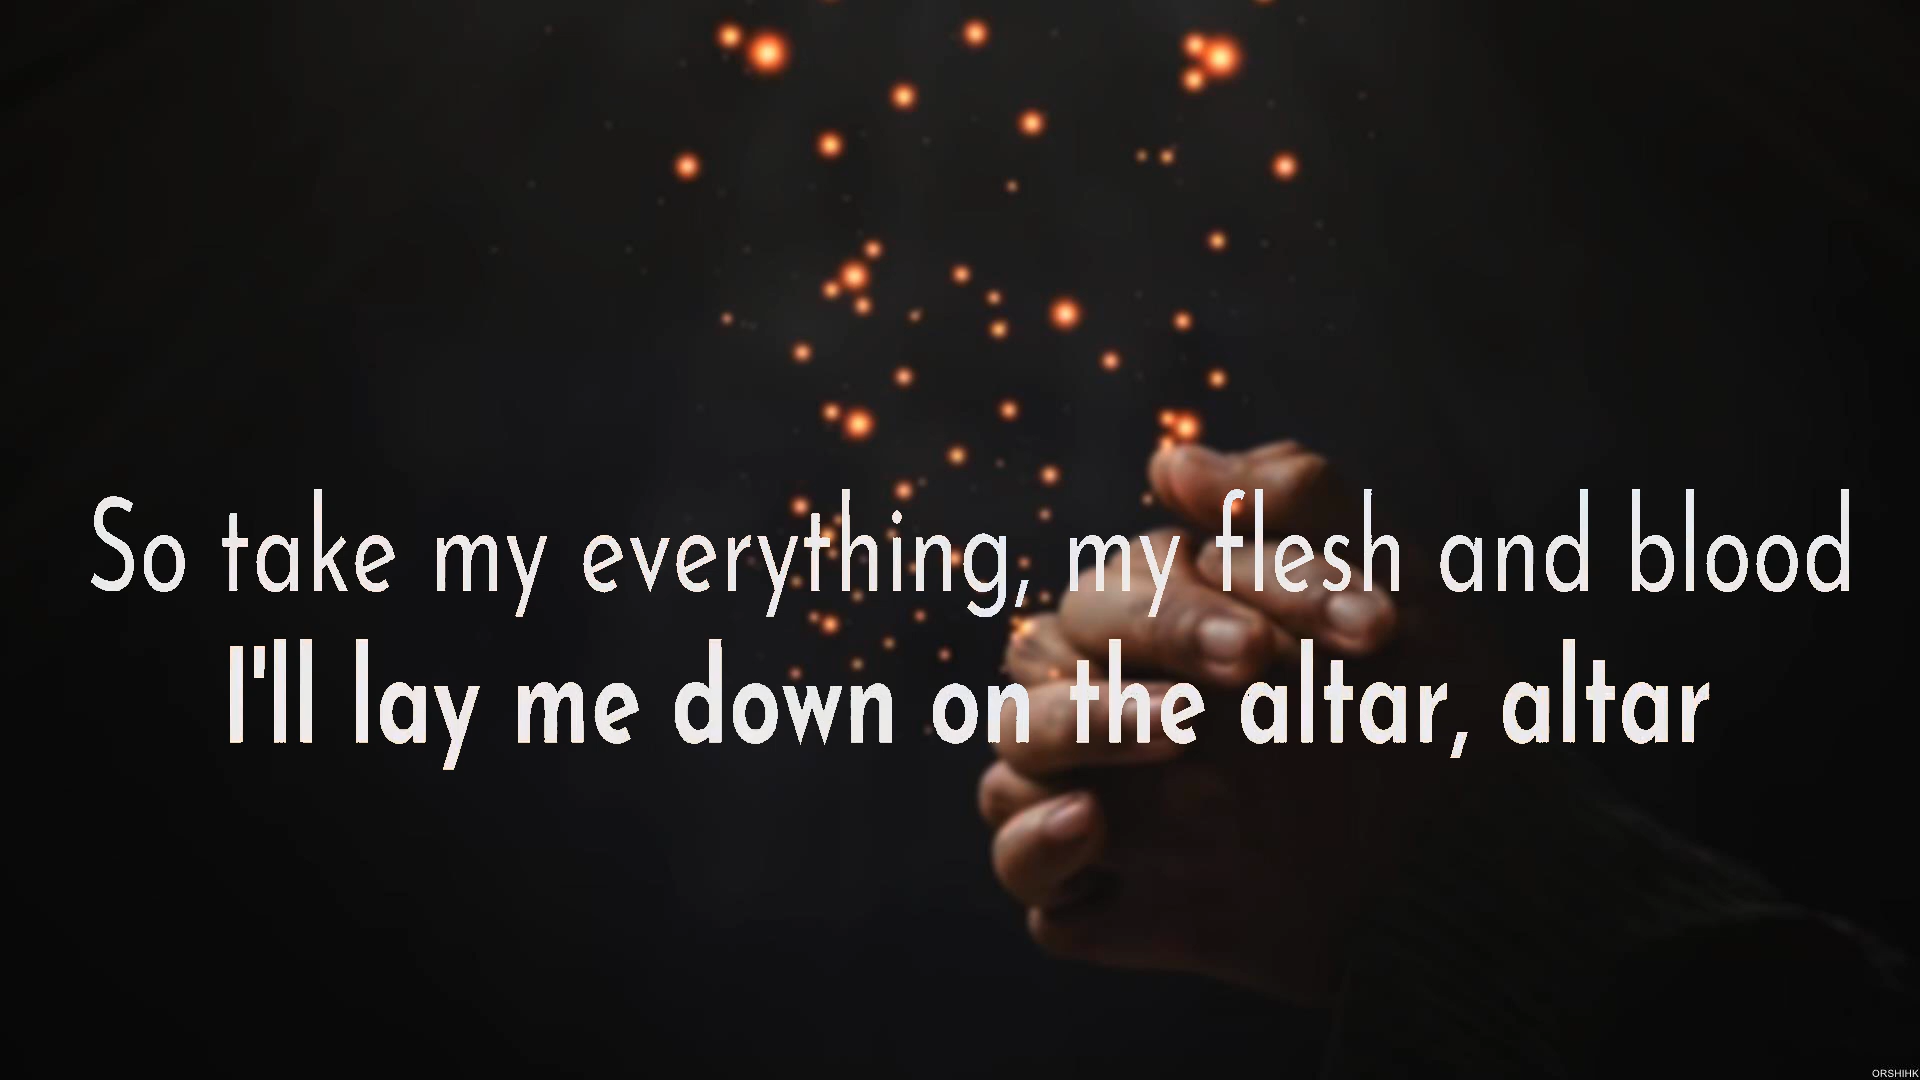 So take my everything, my flesh and blood
I'll lay me down on the altar, altar
ORSHIHK